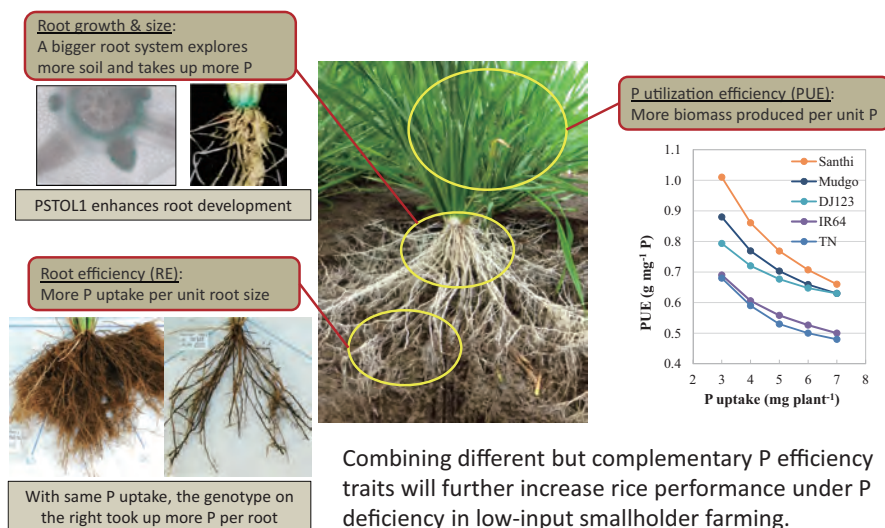 Root growth & size:
A bigger root system explores
more soil and takes up more P
PSTOL1 enhances root development
Root efficiency (RE):
More P uptake per unit root size
With same P uptake, the genotype on
the right took up more P per root
P utilization efficiency (PUE):
More biomass produced per unit P
1.1
1.0
0.9
0.8
0.7
0.6
0.5
0.4
PUE (g mg⁻¹ P)
Santhi
Mudgo
DJ123
IR64
TN
2 3 4 5 6 7 8
P uptake (mg plant⁻¹)
Combining different but complementary P efficiency
traits will further increase rice performance under P
deficiency in low-input smallholder farming.